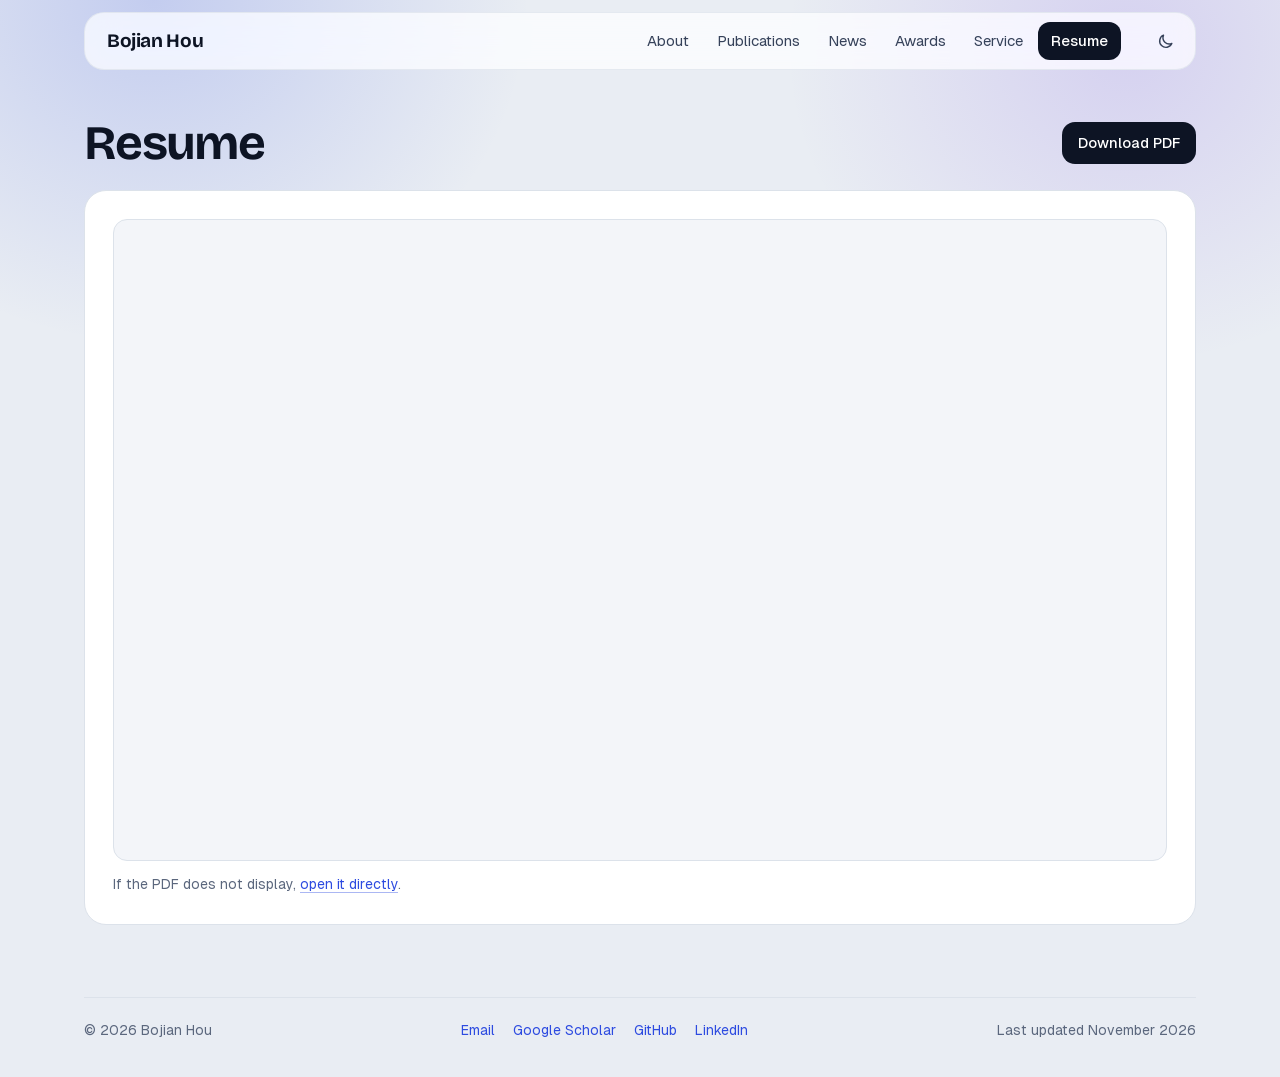 Bojian Hou
About Publications News Awards Service Resume
Resume
Download PDF
If the PDF does not display, open it directly.
© 2026 Bojian Hou
Email Google Scholar GitHub LinkedIn
Last updated November 2026